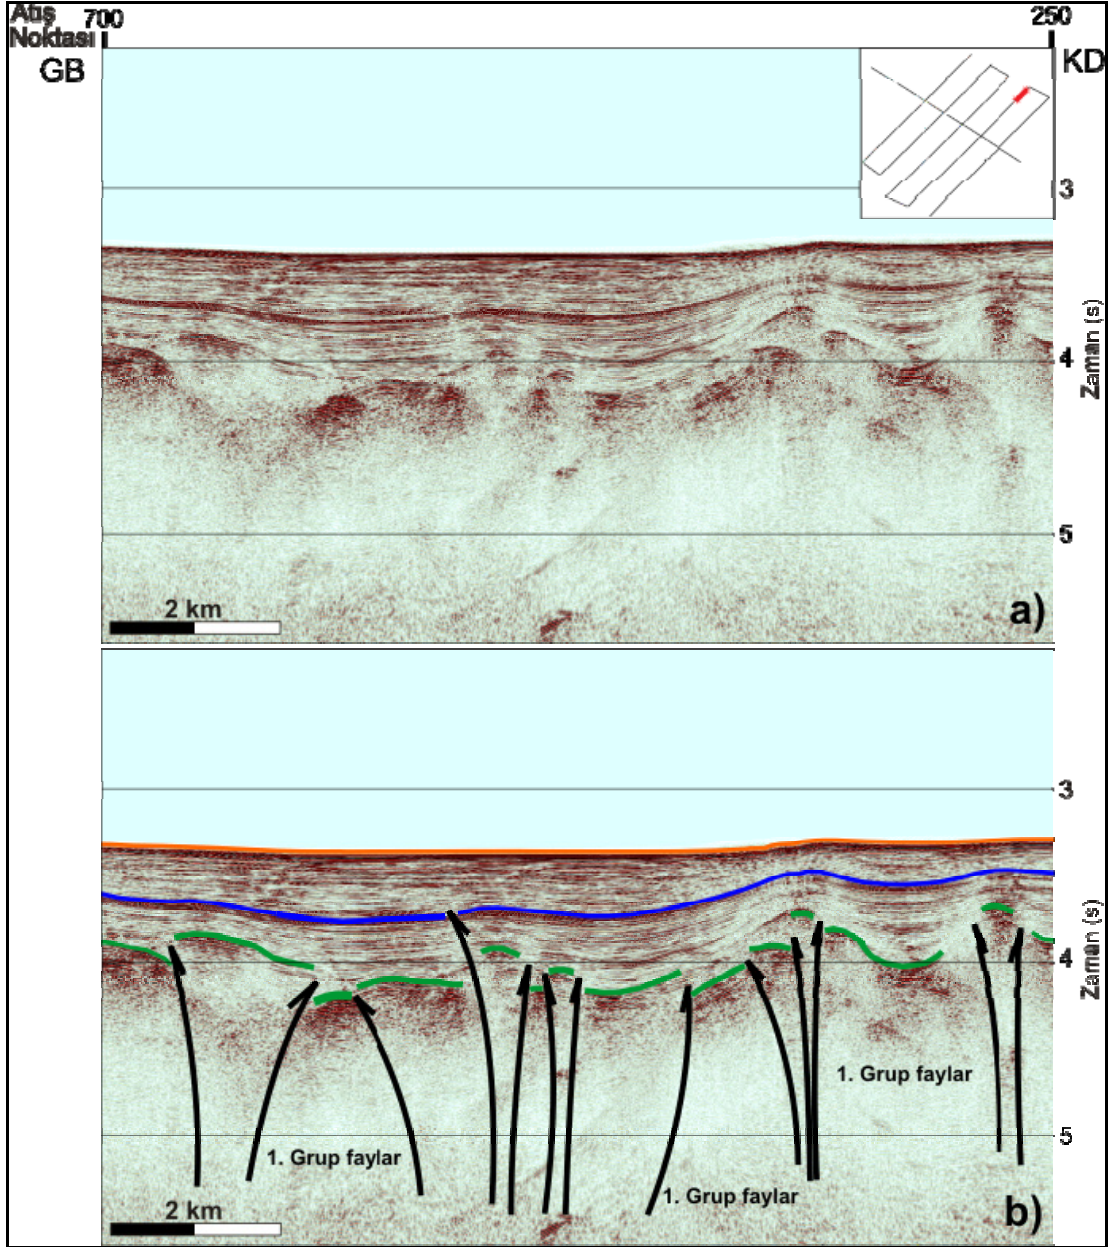 Atış
Noktası
700
250
GB
KD
3
4
5
Zaman (s)
2 km
a)
3
4
5
Zaman (s)
1. Grup faylar
1. Grup faylar
1. Grup faylar
2 km
b)